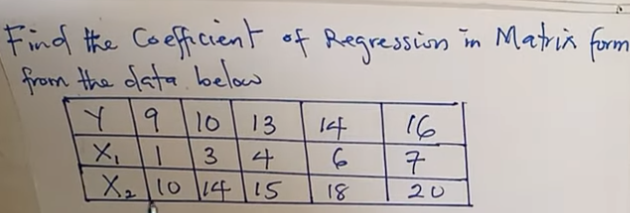 Find the Coefficient of Regression in Matrix form
from the data below
Y 9 10 13 14 16
X₁ 1 3 4 6 7
X₂ 10 14 15 18 20